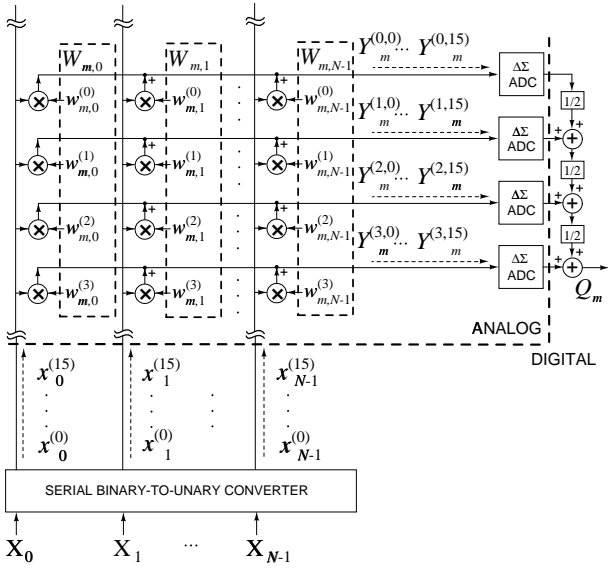 W_{m,0} W_{m,1} W_{m,N-1} Y_m^{(0,0)} ... Y_m^{(0,15)} ΔΣ ADC
w_{m,0}^{(0)} w_{m,1}^{(0)} w_{m,N-1}^{(0)} 1/2
Y_m^{(1,0)} ... Y_m^{(1,15)} ΔΣ ADC
w_{m,0}^{(1)} w_{m,1}^{(1)} w_{m,N-1}^{(1)} 1/2
Y_m^{(2,0)} ... Y_m^{(2,15)} ΔΣ ADC
w_{m,0}^{(2)} w_{m,1}^{(2)} w_{m,N-1}^{(2)} 1/2
Y_m^{(3,0)} ... Y_m^{(3,15)} ΔΣ ADC
w_{m,0}^{(3)} w_{m,1}^{(3)} w_{m,N-1}^{(3)} Q_m
ANALOG
DIGITAL
x_0^{(15)} x_1^{(15)} x_{N-1}^{(15)}
x_0^{(0)} x_1^{(0)} x_{N-1}^{(0)}
SERIAL BINARY-TO-UNARY CONVERTER
X_0 X_1 ... X_{N-1}